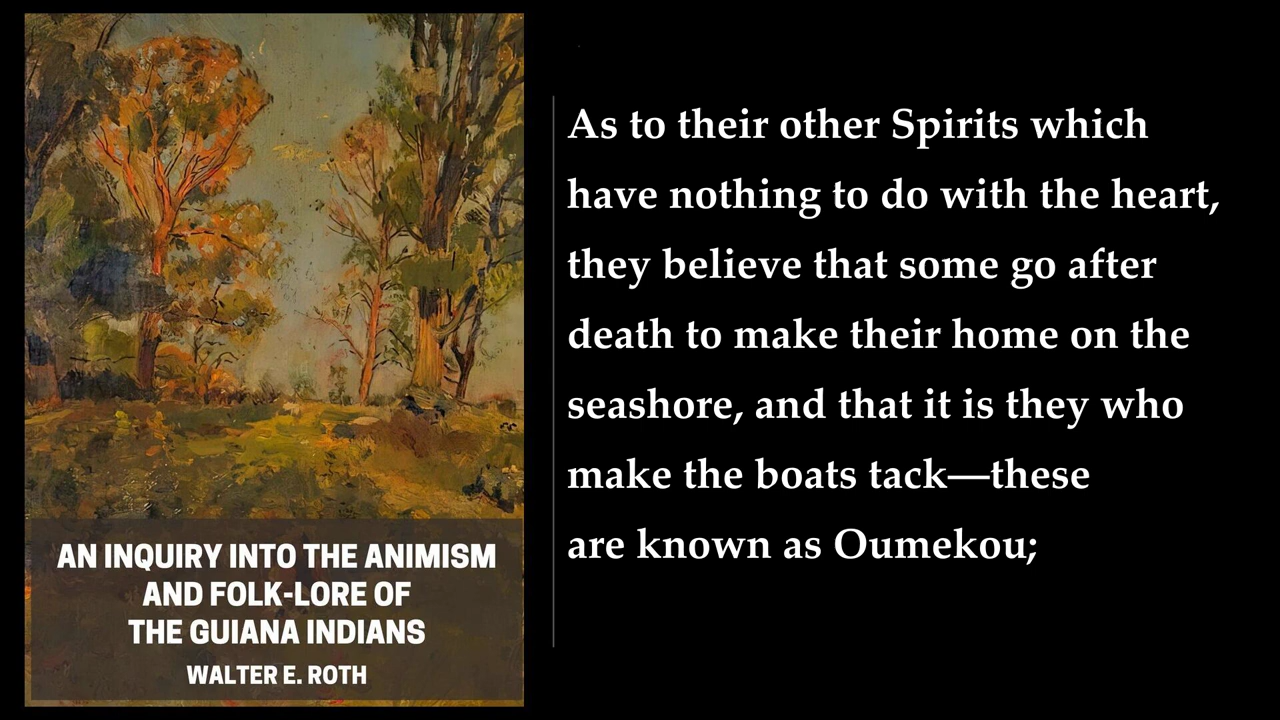 AN INQUIRY INTO THE ANIMISM
AND FOLK-LORE OF
THE GUIANA INDIANS
WALTER E. ROTH
As to their other Spirits which
have nothing to do with the heart,
they believe that some go after
death to make their home on the
seashore, and that it is they who
make the boats tack—these
are known as Oumekou;